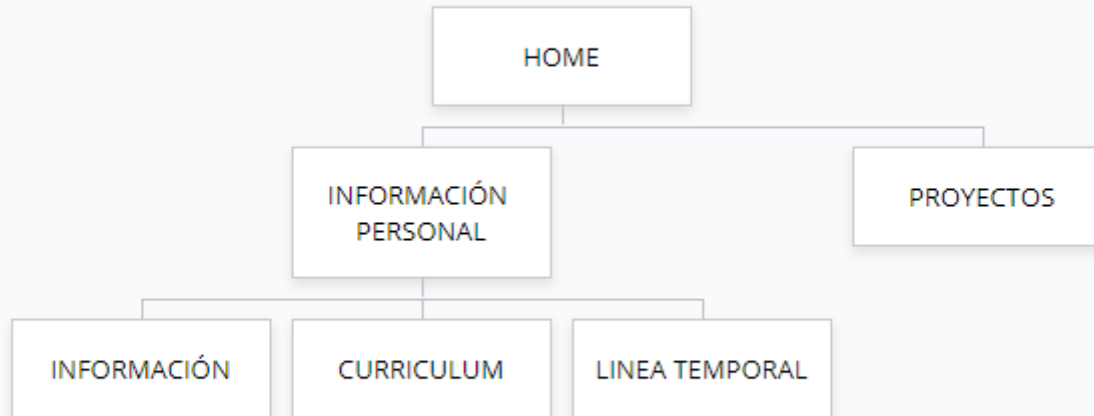 HOME
INFORMACIÓN
PERSONAL
PROYECTOS
INFORMACIÓN
CURRICULUM
LINEA TEMPORAL